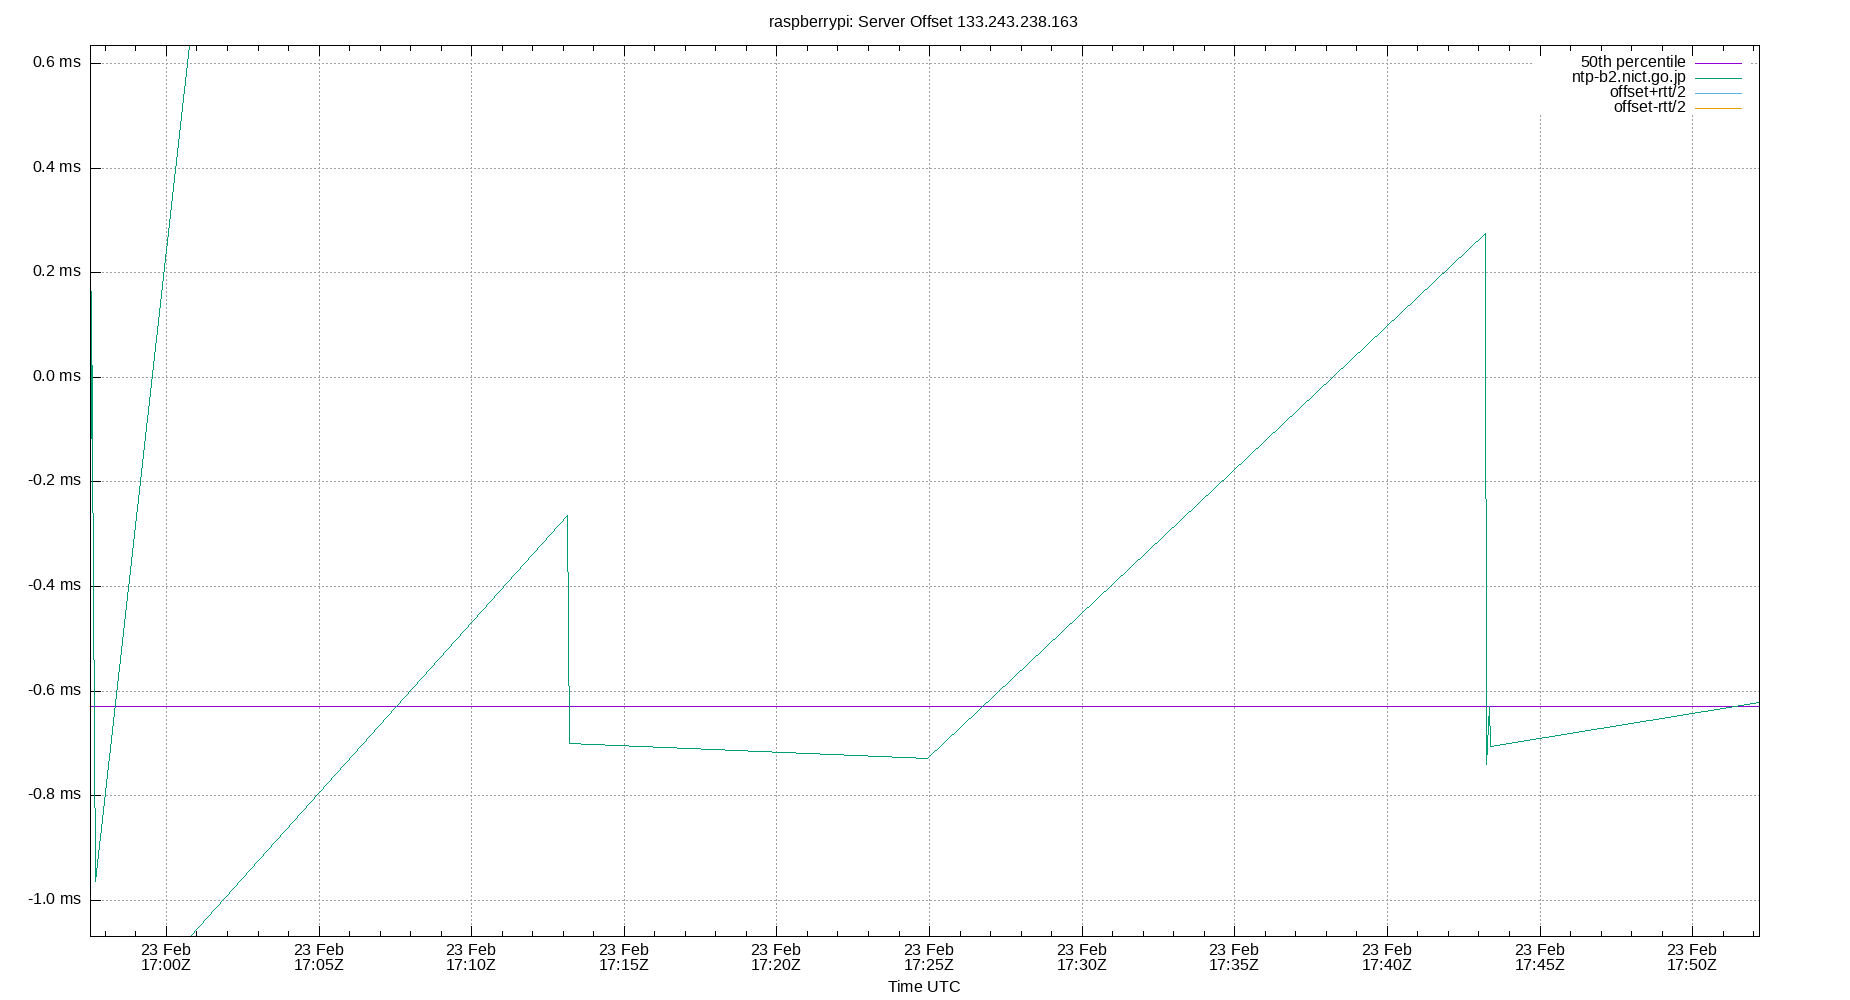 raspberrypi: Server Offset 133.243.238.163
0.6 ms
0.4 ms
0.2 ms
0.0 ms
-0.2 ms
-0.4 ms
-0.6 ms
-0.8 ms
-1.0 ms
50th percentile
ntp-b2.nict.go.jp
offset+rtt/2
offset-rtt/2
23 Feb
17:00Z
23 Feb
17:05Z
23 Feb
17:10Z
23 Feb
17:15Z
23 Feb
17:20Z
23 Feb
17:25Z
23 Feb
17:30Z
23 Feb
17:35Z
23 Feb
17:40Z
23 Feb
17:45Z
23 Feb
17:50Z
Time UTC